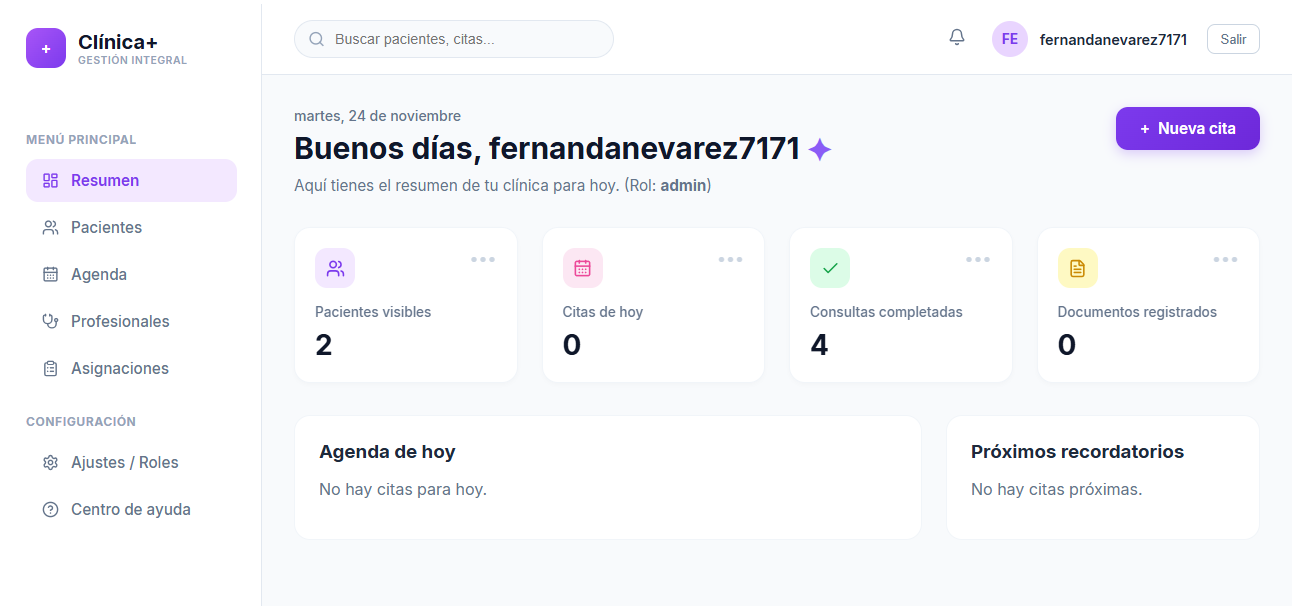 +
Clínica+
GESTIÓN INTEGRAL
MENÚ PRINCIPAL
Resumen
Pacientes
Agenda
Profesionales
Asignaciones
CONFIGURACIÓN
Ajustes / Roles
Centro de ayuda
Buscar pacientes, citas...
FE
fernandanevarez7171
Salir
martes, 24 de noviembre
Buenos días, fernandanevarez7171
Aquí tienes el resumen de tu clínica para hoy. (Rol: admin)
+ Nueva cita
Pacientes visibles
2
Citas de hoy
0
Consultas completadas
4
Documentos registrados
0
Agenda de hoy
No hay citas para hoy.
Próximos recordatorios
No hay citas próximas.